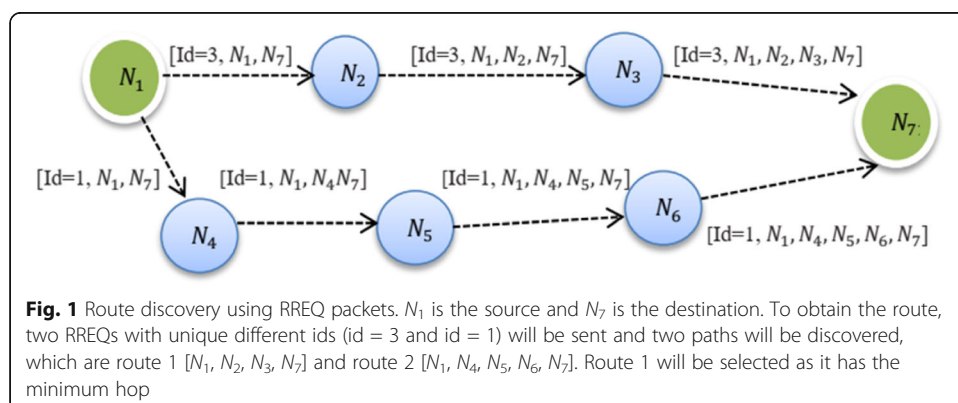 [Id=3, N₁, N₇]
[Id=3, N₁, N₂, N₇]
[Id=3, N₁, N₂, N₃, N₇]
N₁
N₂
N₃
N₇
[Id=1, N₁, N₇]
[Id=1, N₁, N₄N₇]
[Id=1, N₁, N₄, N₅, N₇]
N₄
N₅
N₆
[Id=1, N₁, N₄, N₅, N₆, N₇]
Fig. 1 Route discovery using RREQ packets. N₁ is the source and N₇ is the destination. To obtain the route,
two RREQs with unique different ids (id = 3 and id = 1) will be sent and two paths will be discovered,
which are route 1 [N₁, N₂, N₃, N₇] and route 2 [N₁, N₄, N₅, N₆, N₇]. Route 1 will be selected as it has the
minimum hop